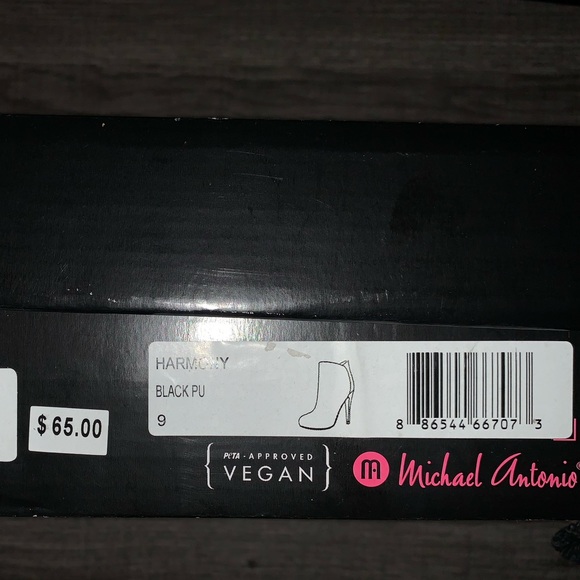 HARMONY
BLACK PU
9
8 86544 66707 3
$ 65.00
PETA - APPROVED
VEGAN
m Michael Antonio®